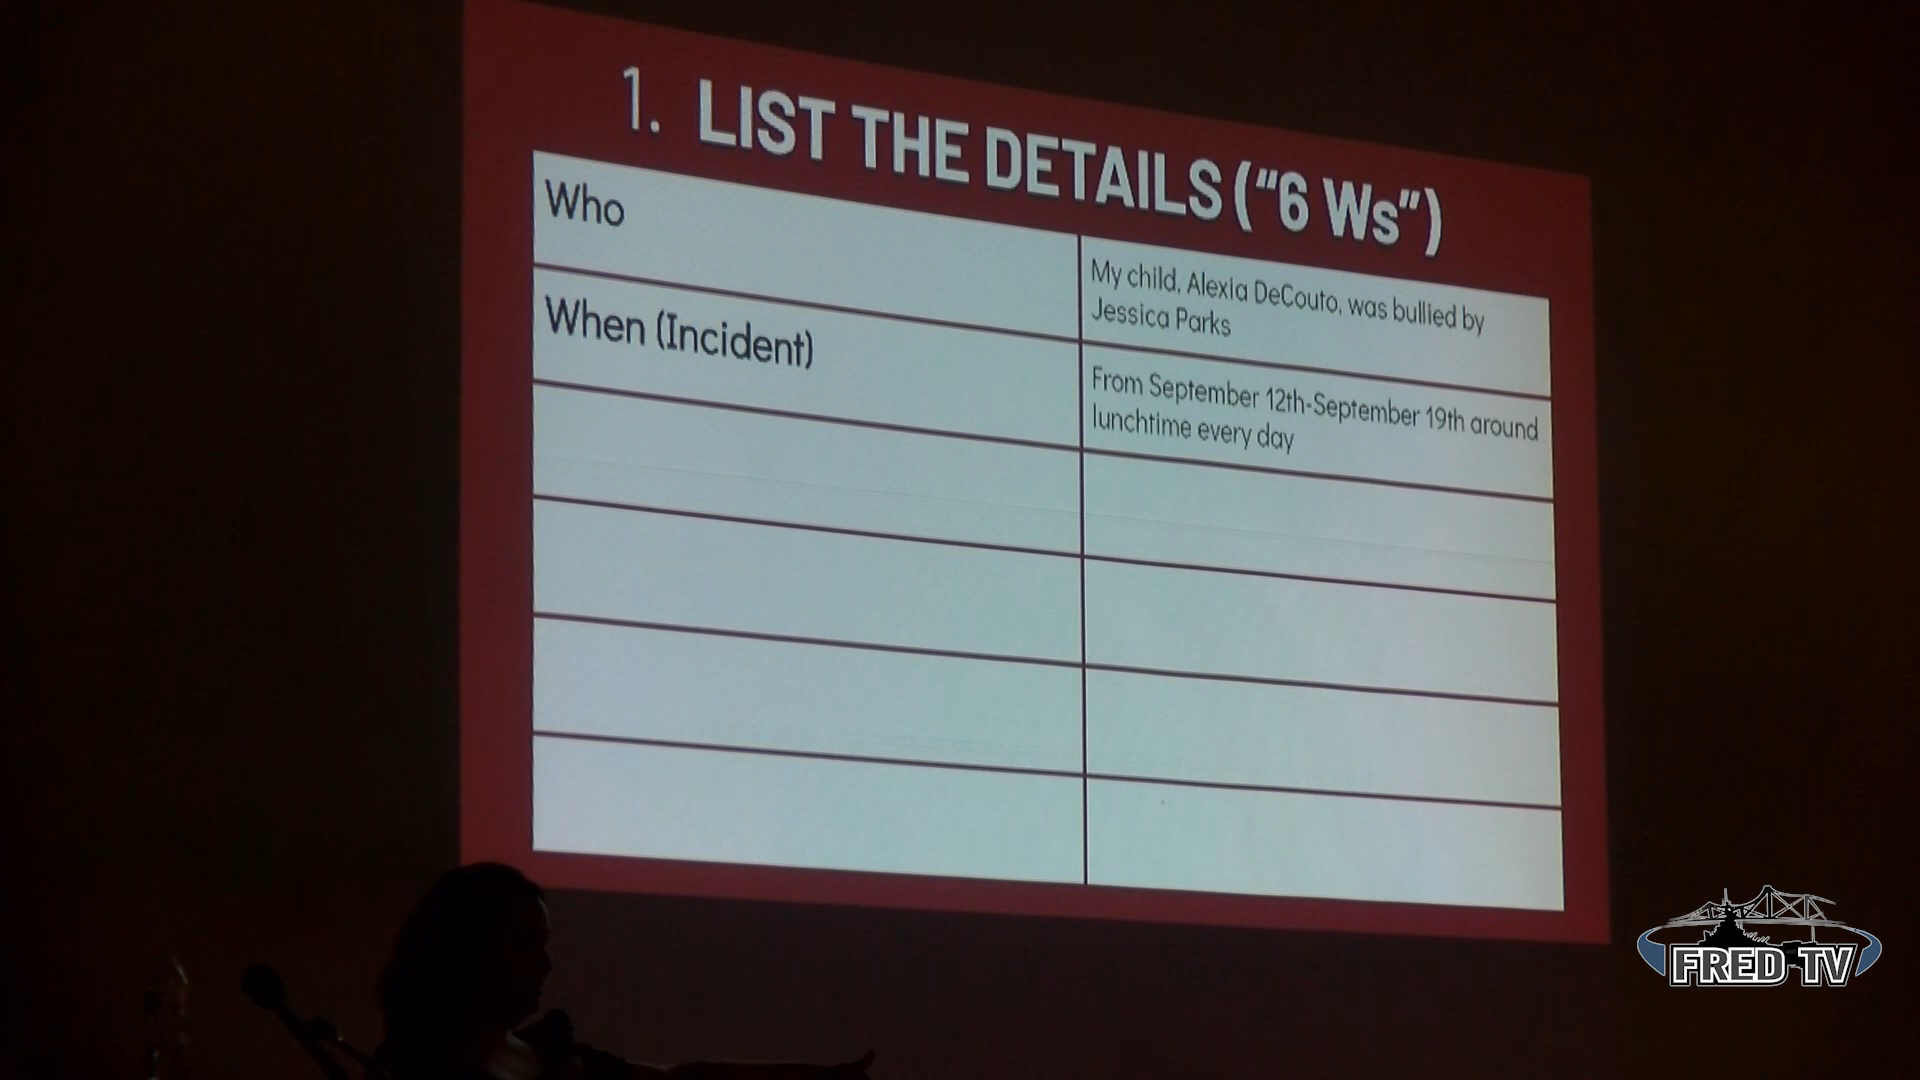 1. LIST THE DETAILS (“6 Ws”)
Who
My child, Alexia DeCouto, was bullied by
Jessica Parks
When (Incident)
From September 12th-September 19th around
lunchtime every day
FRED TV